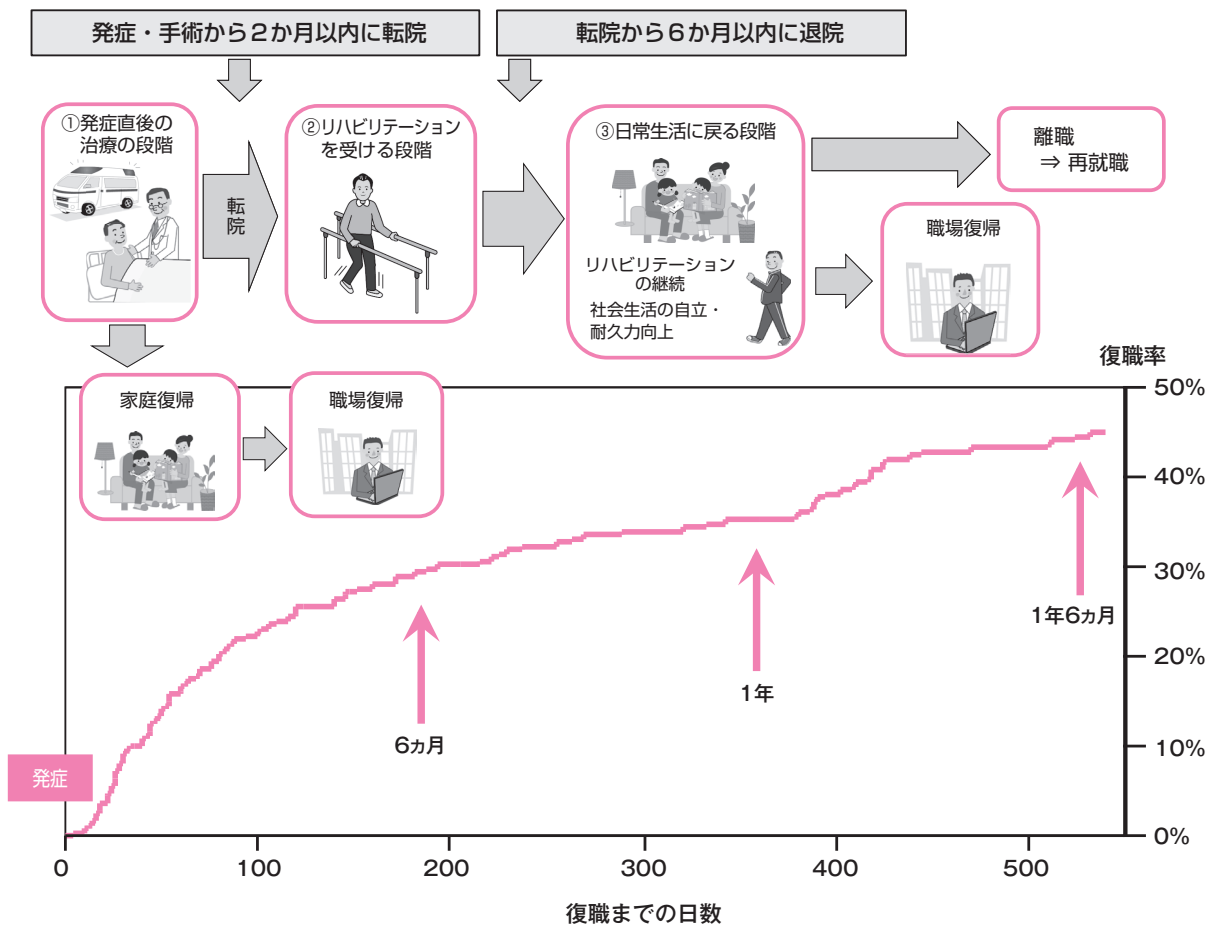 発症・手術から2か月以内に転院
転院から6か月以内に退院
①発症直後の
治療の段階
転院
②リハビリテーション
を受ける段階
③日常生活に戻る段階
リハビリテーション
の継続
社会生活の自立・
耐久力向上
離職
⇒ 再就職
職場復帰
家庭復帰
職場復帰
復職率
50%
40%
30%
20%
10%
0%
6ヵ月
1年
1年6ヵ月
発症
0
100
200
300
400
500
復職までの日数